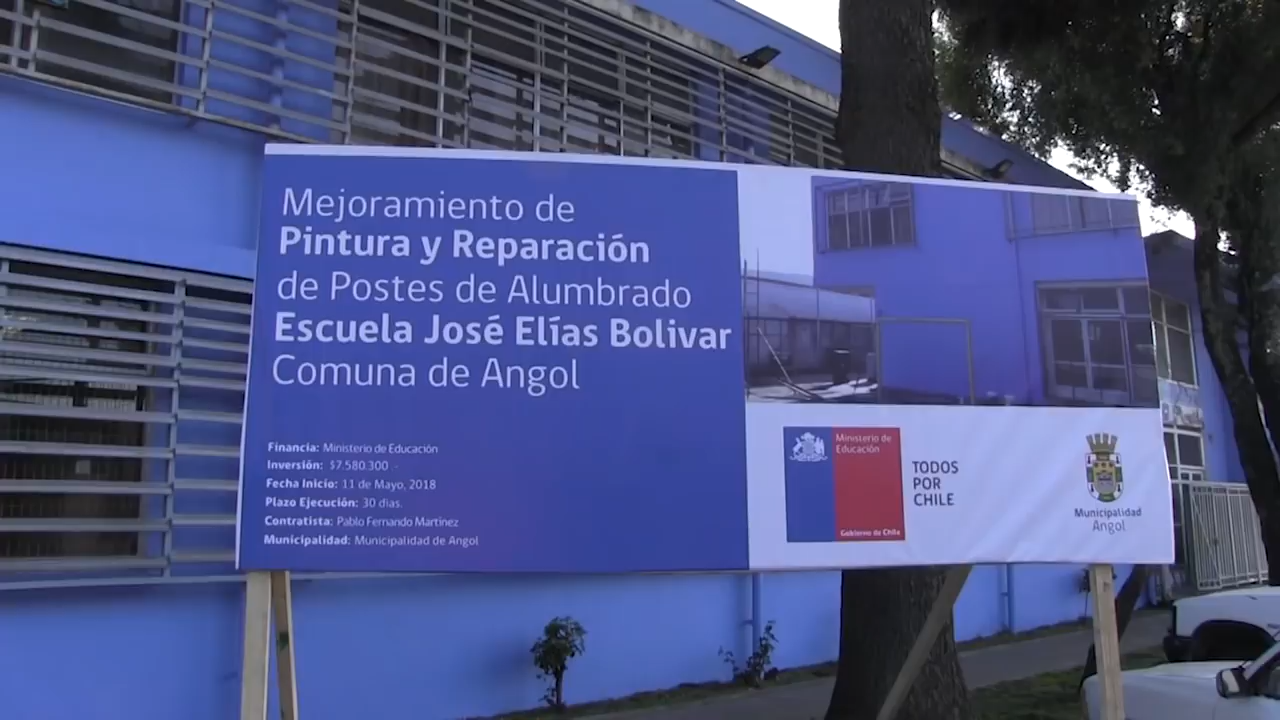 Mejoramiento de
Pintura y Reparación
de Postes de Alumbrado
Escuela José Elías Bolivar
Comuna de Angol
Financia: Ministerio de Educación
Inversión: $7.580.300.-
Fecha Inicio: 11 de Mayo, 2018
Plazo Ejecución: 30 dias.
Contratista: Pablo Fernando Martinez
Municipalidad: Municipalidad de Angol
Ministerio de
Educación
Gobierno de Chile
TODOS
POR
CHILE
Municipalidad
Angol